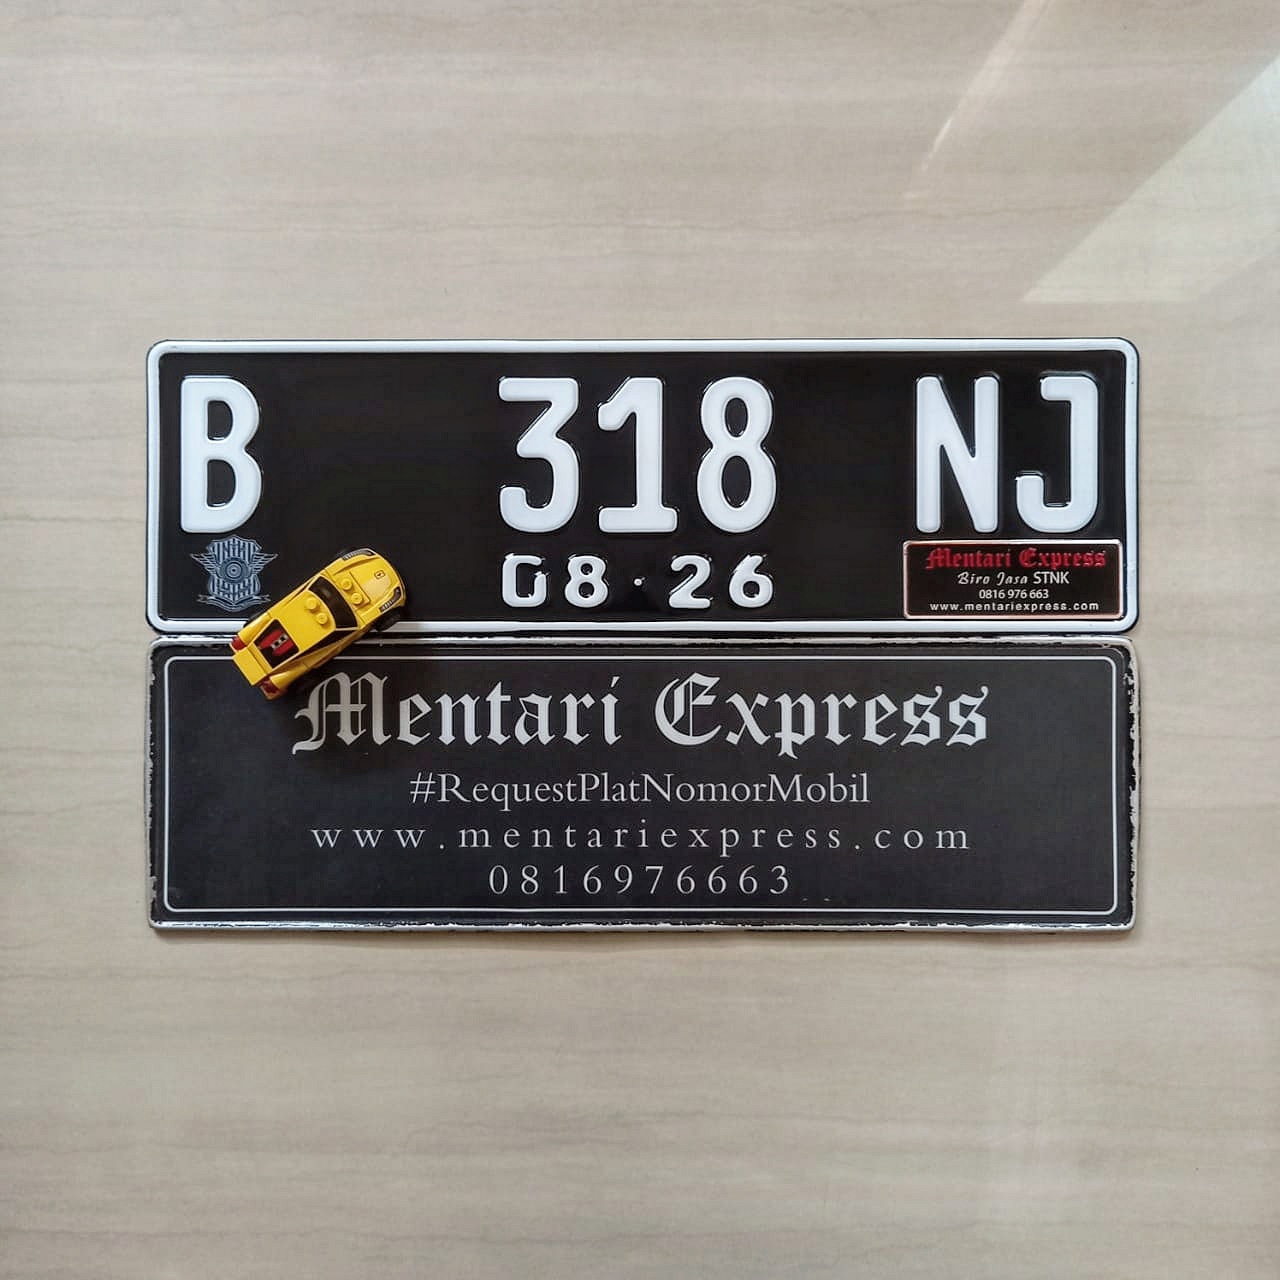 B 318 NJ
08·26
Mentari Express
Biro Jasa STNK
0816 976 663
www.mentariexpress.com
Mentari Express
#RequestPlatNomorMobil
www.mentariexpress.com
0816976663